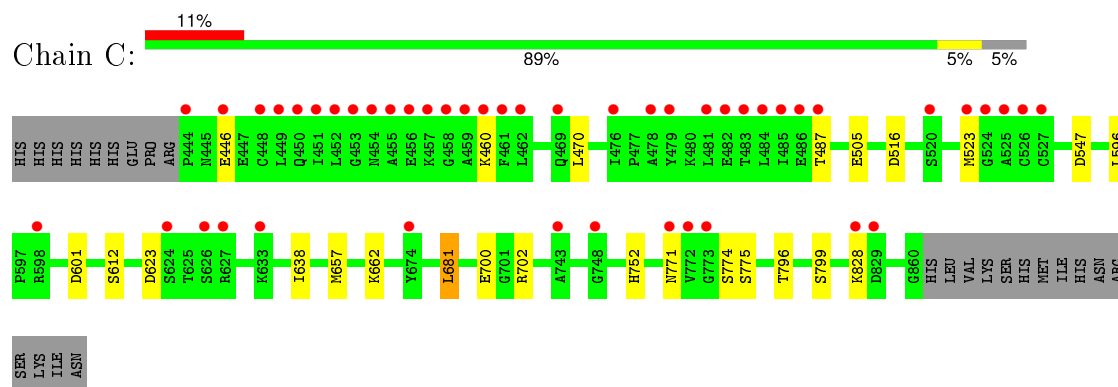 11%
Chain C:
89% 5% 5%
HIS HIS HIS HIS HIS HIS GLU PRO ARG P444 N445 E446 E447 C448 L449 Q450 I451 L452 G453 N454 A455 E456 K457 G458 A459 K460 F461 L462 Q469 L470 I476 P477 A478 Y479 K480 L481 E482 T483 L484 I485 E486 T487 E505 D516 S520 M523 G524 A525 C526 C527 D547 L596
P597 R598 D601 S612 D623 S624 T625 S626 R627 K633 I638 M657 K662 Y674 L681 E700 G701 R702 A743 G748 H752 N771 V772 G773 S774 S775 T796 S799 K828 D829 G860 HIS LEU VAL LYS SER HIS MET ILE HIS ASN ARG
SER LYS ILE ASN